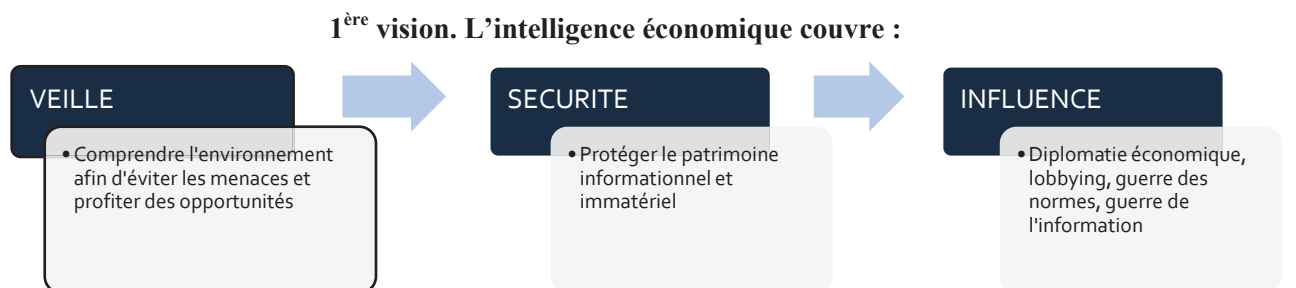 1ère vision. L’intelligence économique couvre :
VEILLE
• Comprendre l'environnement
afin d'éviter les menaces et
profiter des opportunités
SECURITE
• Protéger le patrimoine
informationnel et
immatériel
INFLUENCE
• Diplomatie économique,
lobbying, guerre des
normes, guerre de
l'information